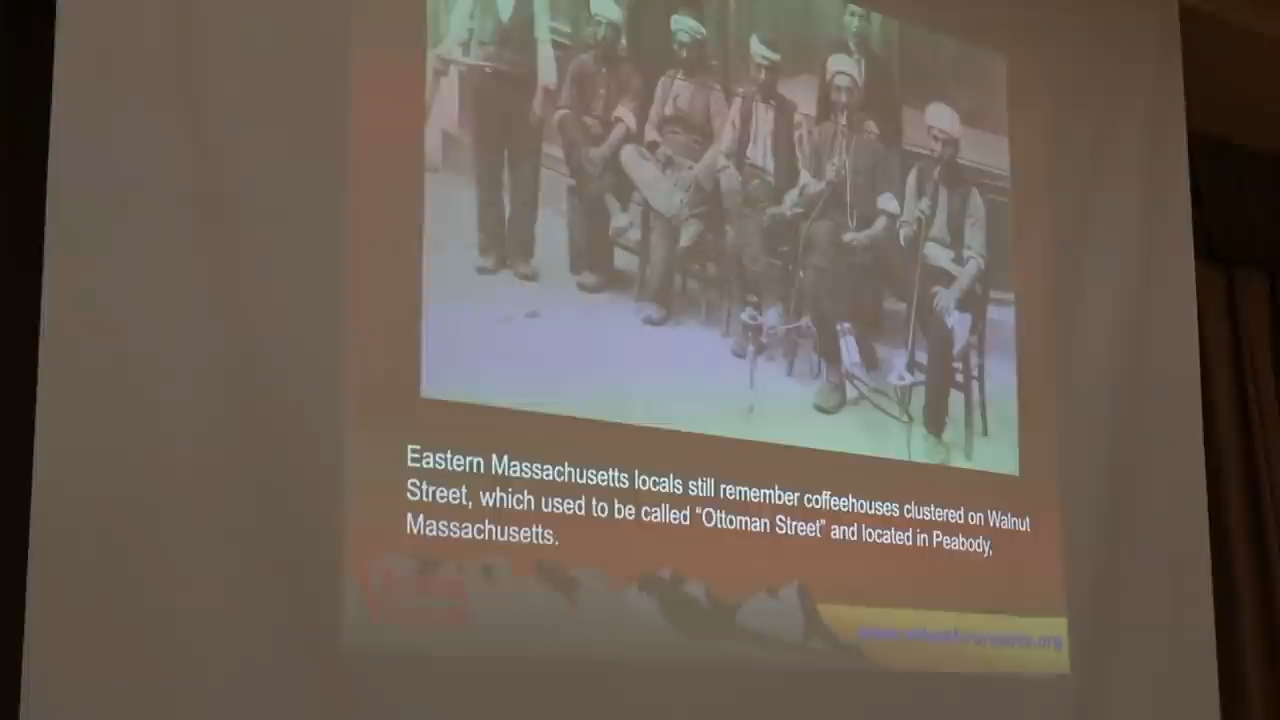 Eastern Massachusetts locals still remember coffeehouses clustered on Walnut
Street, which used to be called “Ottoman Street” and located in Peabody,
Massachusetts.